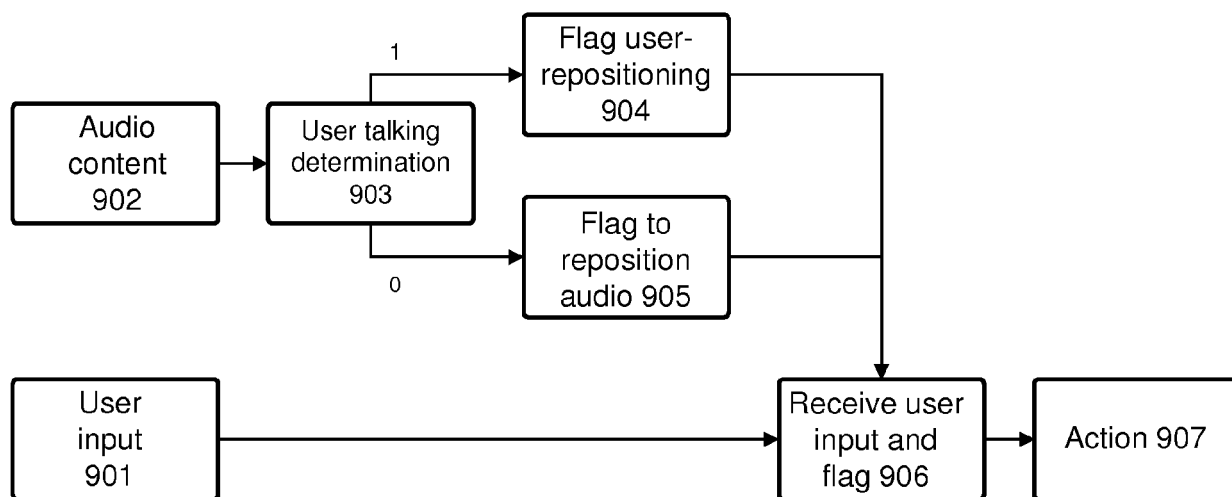 1
Flag user-
repositioning
904
Audio
content
902
User talking
determination
903
Flag to
reposition
audio 905
0
User
input
901
Receive user
input and
flag 906
Action 907